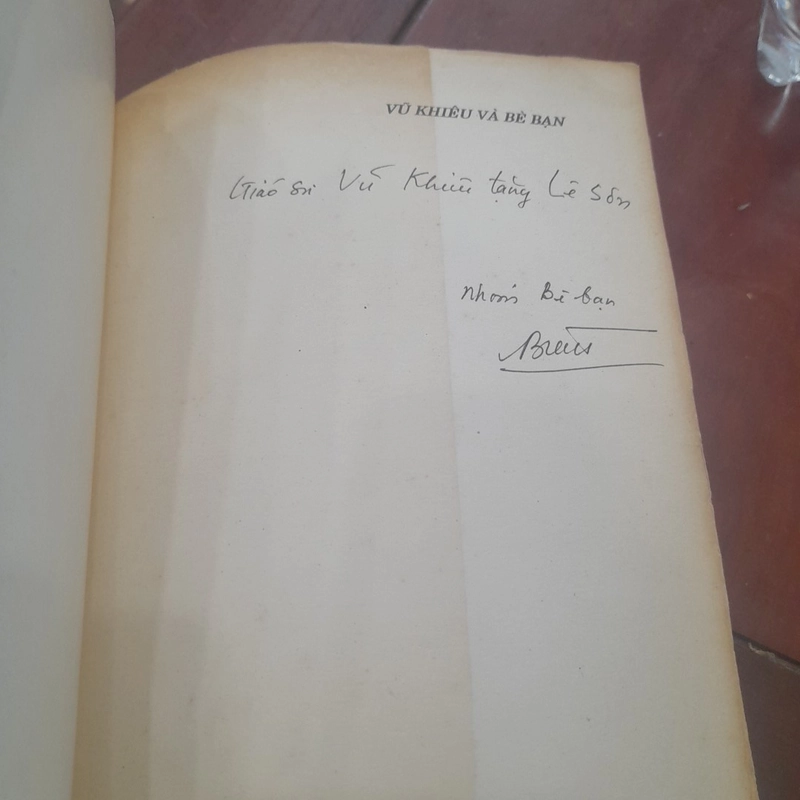 VŨ KHIÊU VÀ BÈ BẠN
Giáo sư Vũ Khiêu tặng Lê Sơn
Nhóm Bè bạn